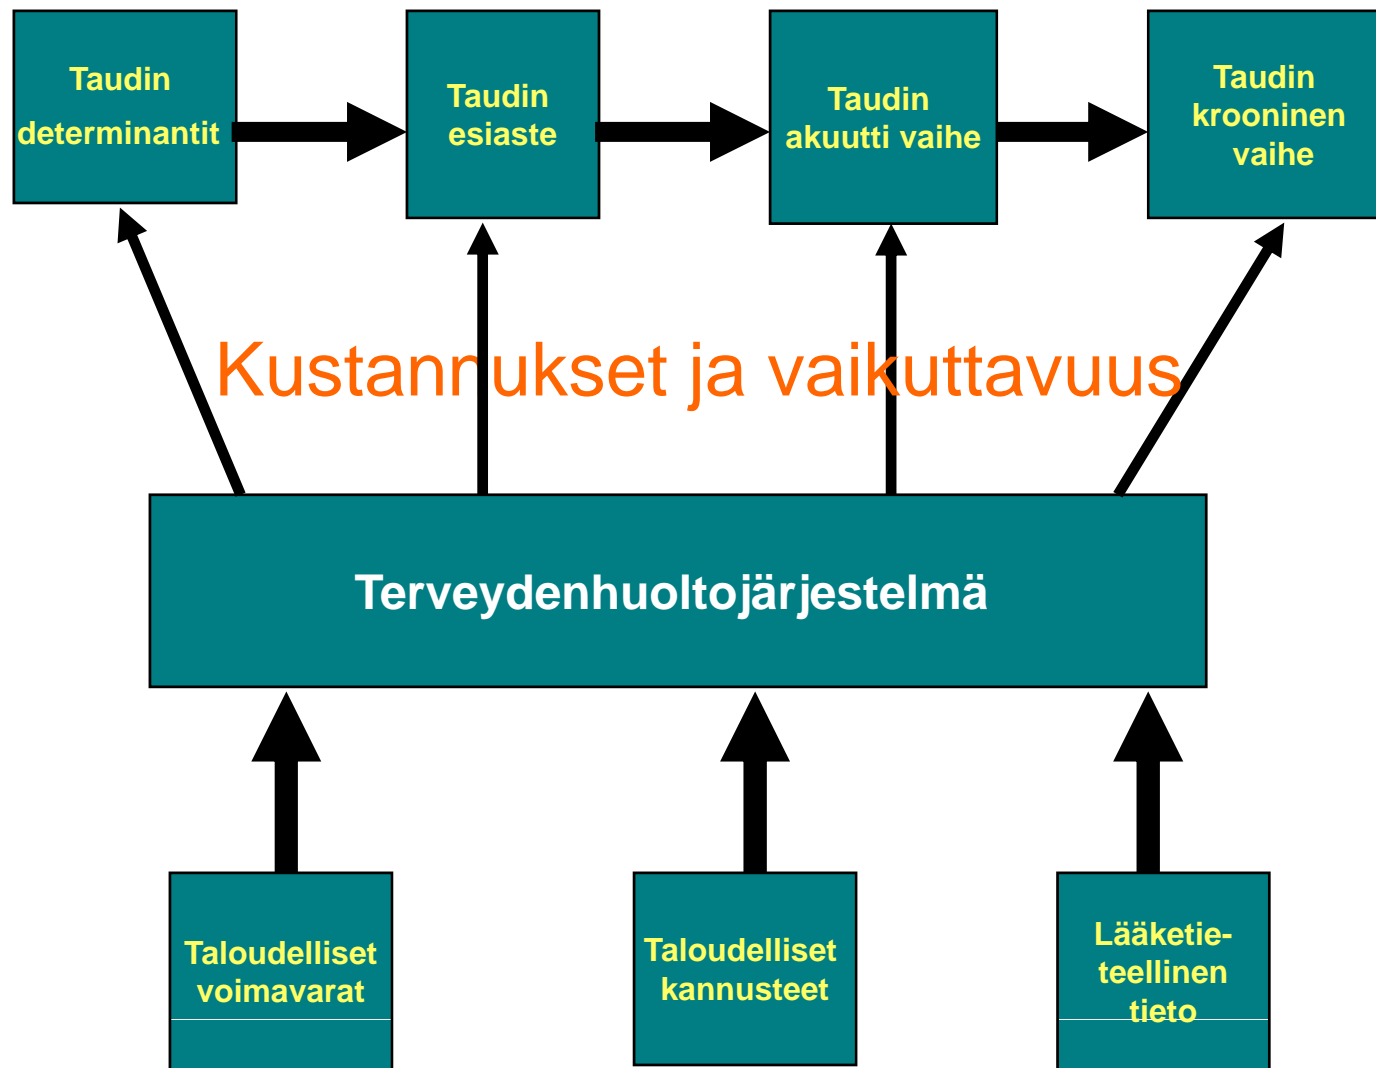 Taudin
determinantit
Taudin
esiaste
Taudin
akuutti vaihe
Taudin
krooninen
vaihe
Kustannukset ja vaikuttavuus
Terveydenhuoltojärjestelmä
Taloudelliset
voimavarat
Taloudelliset
kannusteet
Lääketie-
teellinen
tieto